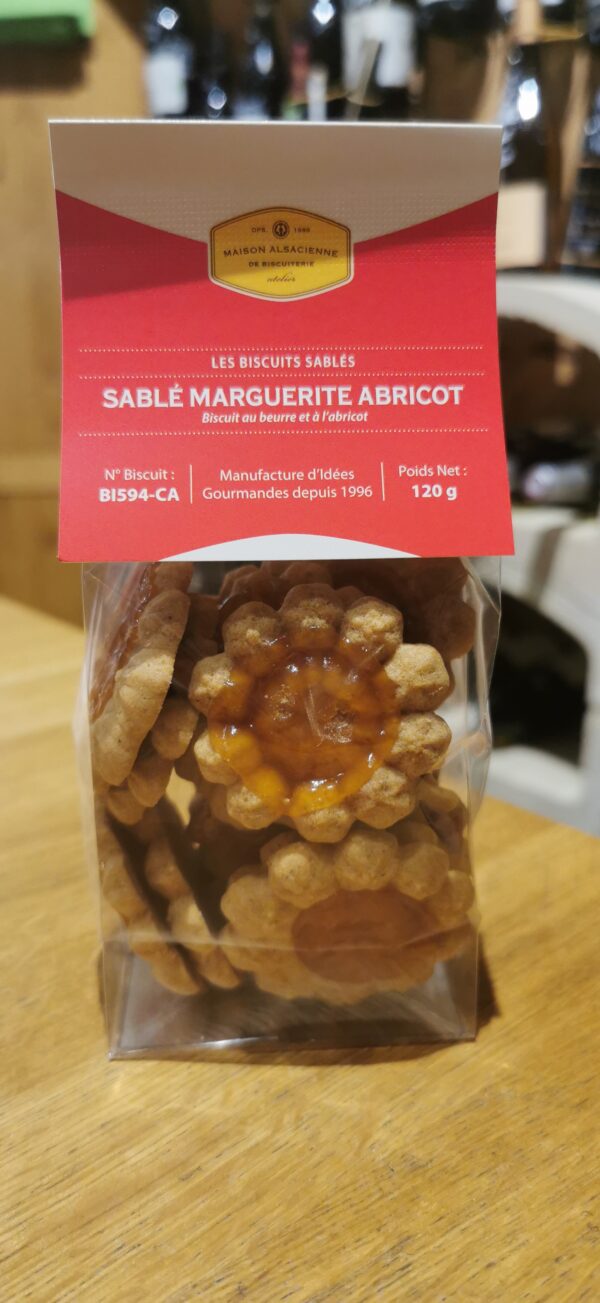 DPS. 1996
MAISON ALSACIENNE
DE BISCUITERIE
atelier
LES BISCUITS SABLÉS
SABLÉ MARGUERITE ABRICOT
Biscuit au beurre et à l'abricot
N° Biscuit :
BI594-CA
Manufacture d'Idées
Gourmandes depuis 1996
Poids Net :
120 g